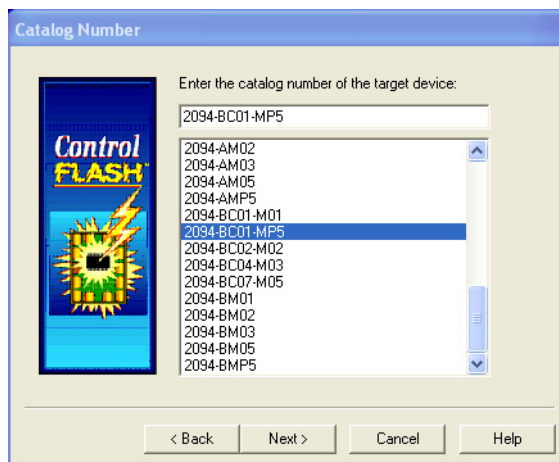 Catalog Number
Enter the catalog number of the target device:
2094-BC01-MP5
Control
FLASH™
2094-AM02
2094-AM03
2094-AM05
2094-AMP5
2094-BC01-M01
2094-BC01-MP5
2094-BC02-M02
2094-BC04-M03
2094-BC07-M05
2094-BM01
2094-BM02
2094-BM03
2094-BM05
2094-BMP5
< Back
Next >
Cancel
Help